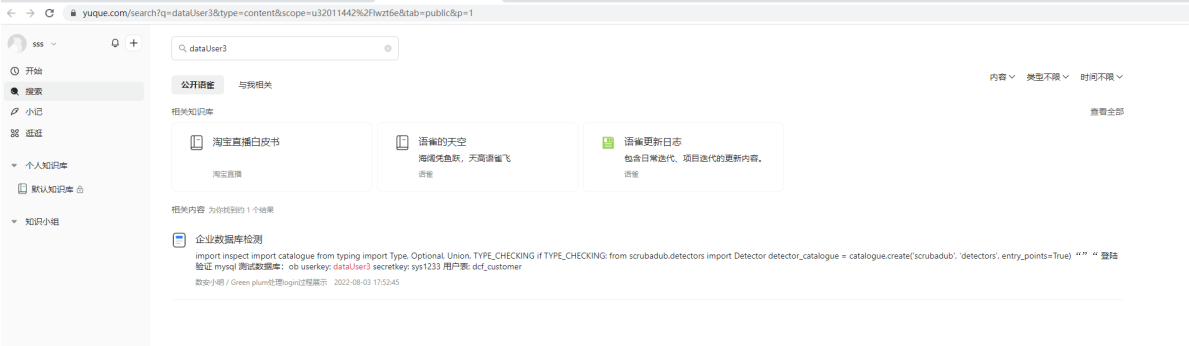 yuque.com/search?q=dataUser3&type=content&scope=u32011442%2Flwzt6e&tab=public&p=1
sss
dataUser3
开始
搜索
小记
逛逛
个人知识库
默认知识库
知识小组
公开语雀 与我相关
内容 类型不限 时间不限
相关知识库 查看全部
淘宝直播白皮书
淘宝直播
语雀的天空
海阔凭鱼跃，天高语雀飞
语雀
语雀更新日志
包含日常迭代、项目迭代的更新内容。
语雀
相关内容 为你找到约 1 个结果
企业数据库检测
import inspect import catalogue from typing import Type, Optional, Union, TYPE_CHECKING if TYPE_CHECKING: from scrubadub.detectors import Detector detector_catalogue = catalogue.create('scrubadub', 'detectors', entry_points=True) “ ” “ 登陆
验证 mysql 测试数据库：ob userkey: dataUser3 secretkey: sys1233 用户表: dcf_customer
数安小明 / Green plum处理login过程展示 2022-08-03 17:52:45